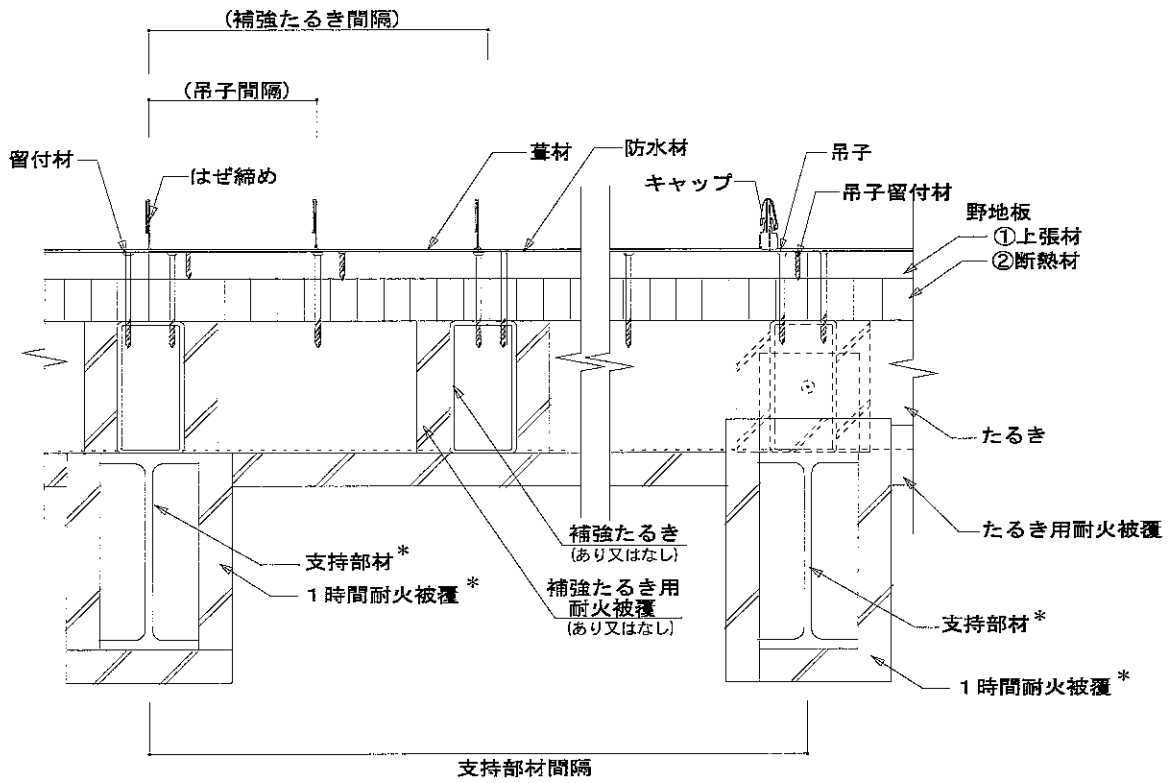 (補強たるき間隔)
(吊子間隔)
留付材
はぜ締め
葺材
防水材
キャップ
吊子
吊子留付材
野地板
①上張材
②断熱材
たるき
たるき用耐火被覆
補強たるき
(あり又はなし)
補強たるき用
耐火被覆
(あり又はなし)
支持部材*
1時間耐火被覆*
支持部材*
1時間耐火被覆*
支持部材間隔